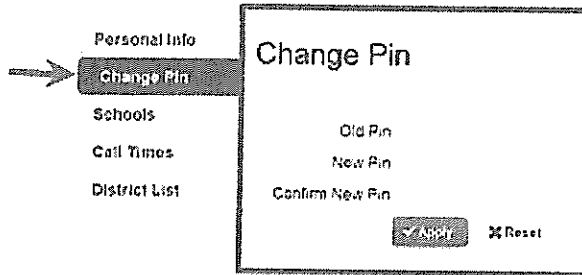 Personal Info
Change Pin
Schools
Call Times
District List
Change Pin
Old Pin
New Pin
Confirm New Pin
Apply
Reset